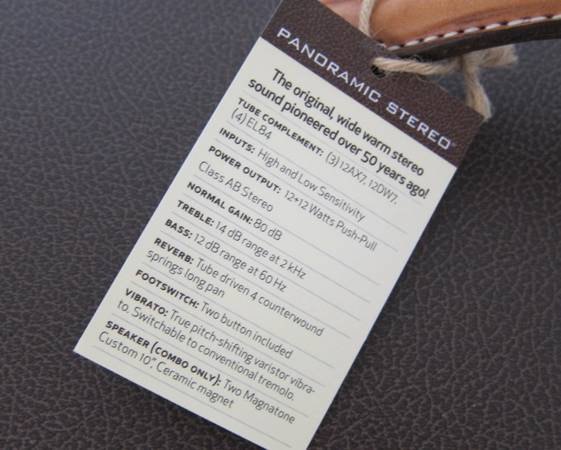 PANORAMIC STEREO®
The original, wide warm stereo
sound pioneered over 50 years ago!
TUBE COMPLEMENT: (3) 12AX7, 12DW7,
(4) EL84
INPUTS: High and Low Sensitivity
POWER OUTPUT: 12+12 Watts Push-Pull
Class AB Stereo
NORMAL GAIN: 80 dB
TREBLE: 14 dB range at 2 kHz
BASS: 12 dB range at 60 Hz
REVERB: Tube driven 4 counterwound
springs long pan
FOOTSWITCH: Two button included
VIBRATO: True pitch-shifting varistor vibra-
to. Switchable to conventional tremolo.
SPEAKER (COMBO ONLY): Two Magnatone
Custom 10", Ceramic magnet